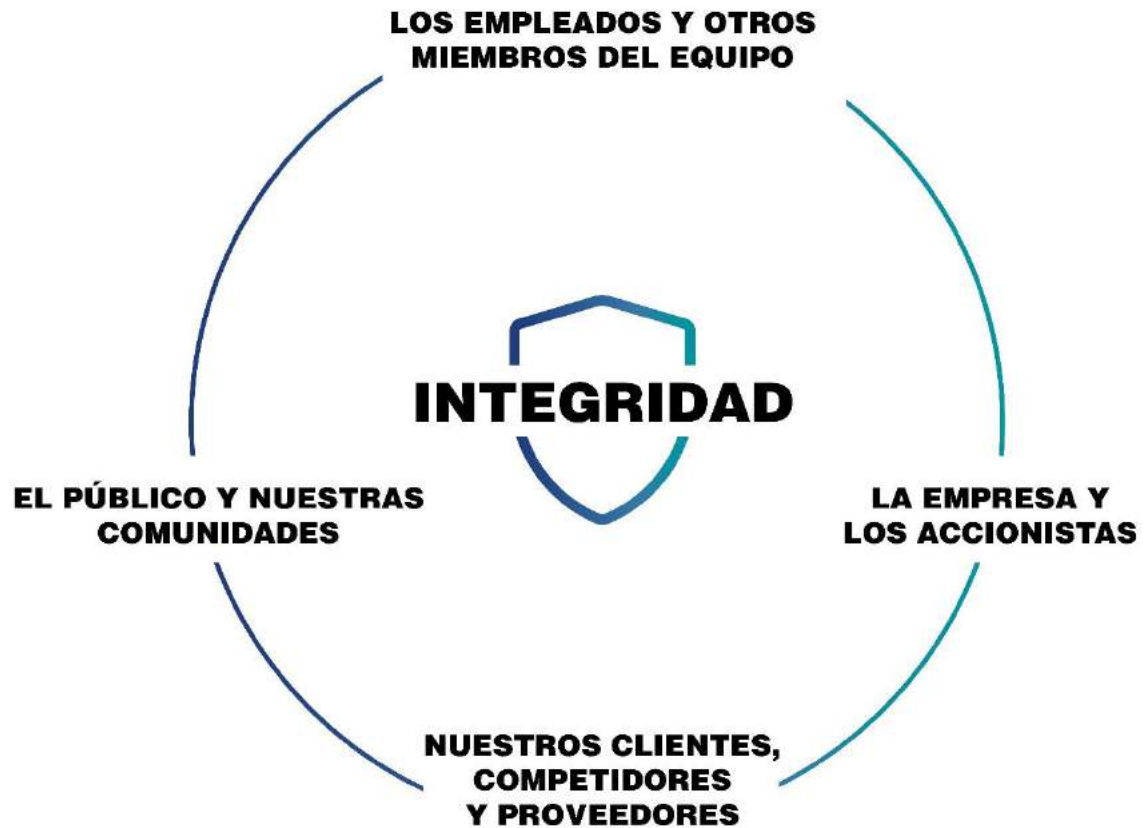 LOS EMPLEADOS Y OTROS
MIEMBROS DEL EQUIPO
INTEGRIDAD
EL PÚBLICO Y NUESTRAS
COMUNIDADES
LA EMPRESA Y
LOS ACCIONISTAS
NUESTROS CLIENTES,
COMPETIDORES
Y PROVEEDORES